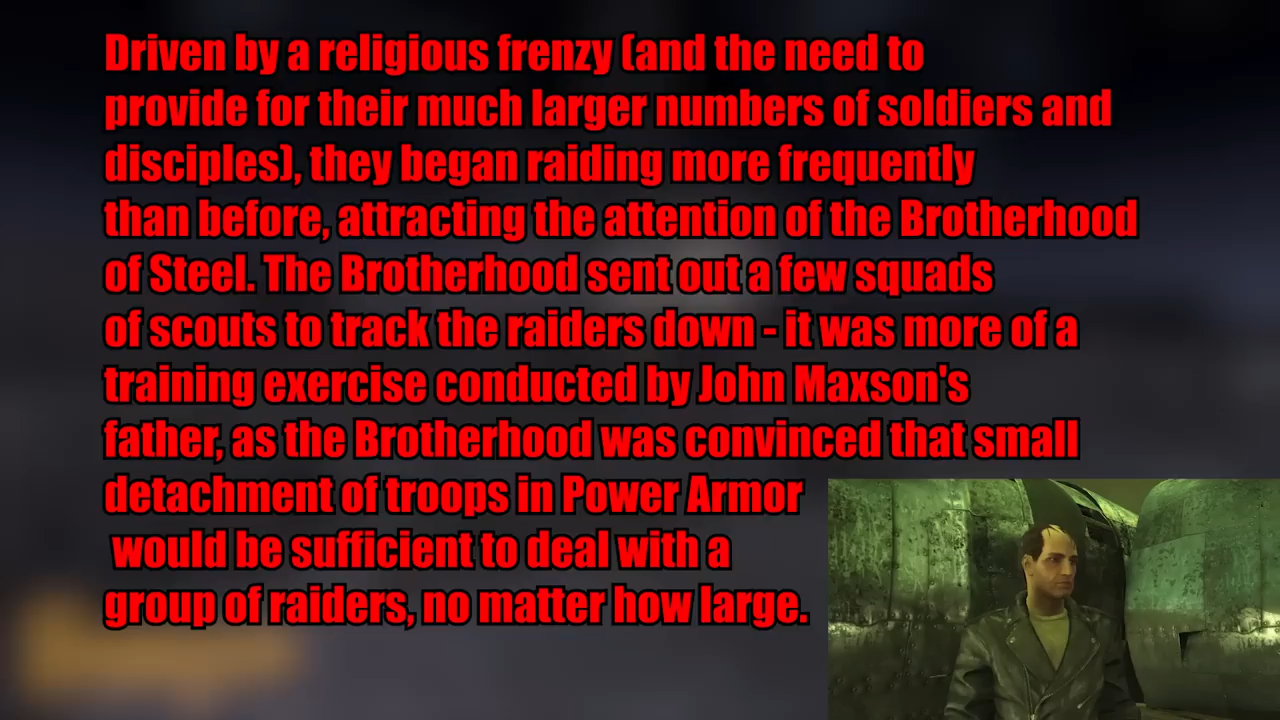 Driven by a religious frenzy (and the need to
provide for their much larger numbers of soldiers and
disciples), they began raiding more frequently
than before, attracting the attention of the Brotherhood
of Steel. The Brotherhood sent out a few squads
of scouts to track the raiders down - it was more of a
training exercise conducted by John Maxson's
father, as the Brotherhood was convinced that small
detachment of troops in Power Armor
would be sufficient to deal with a
group of raiders, no matter how large.